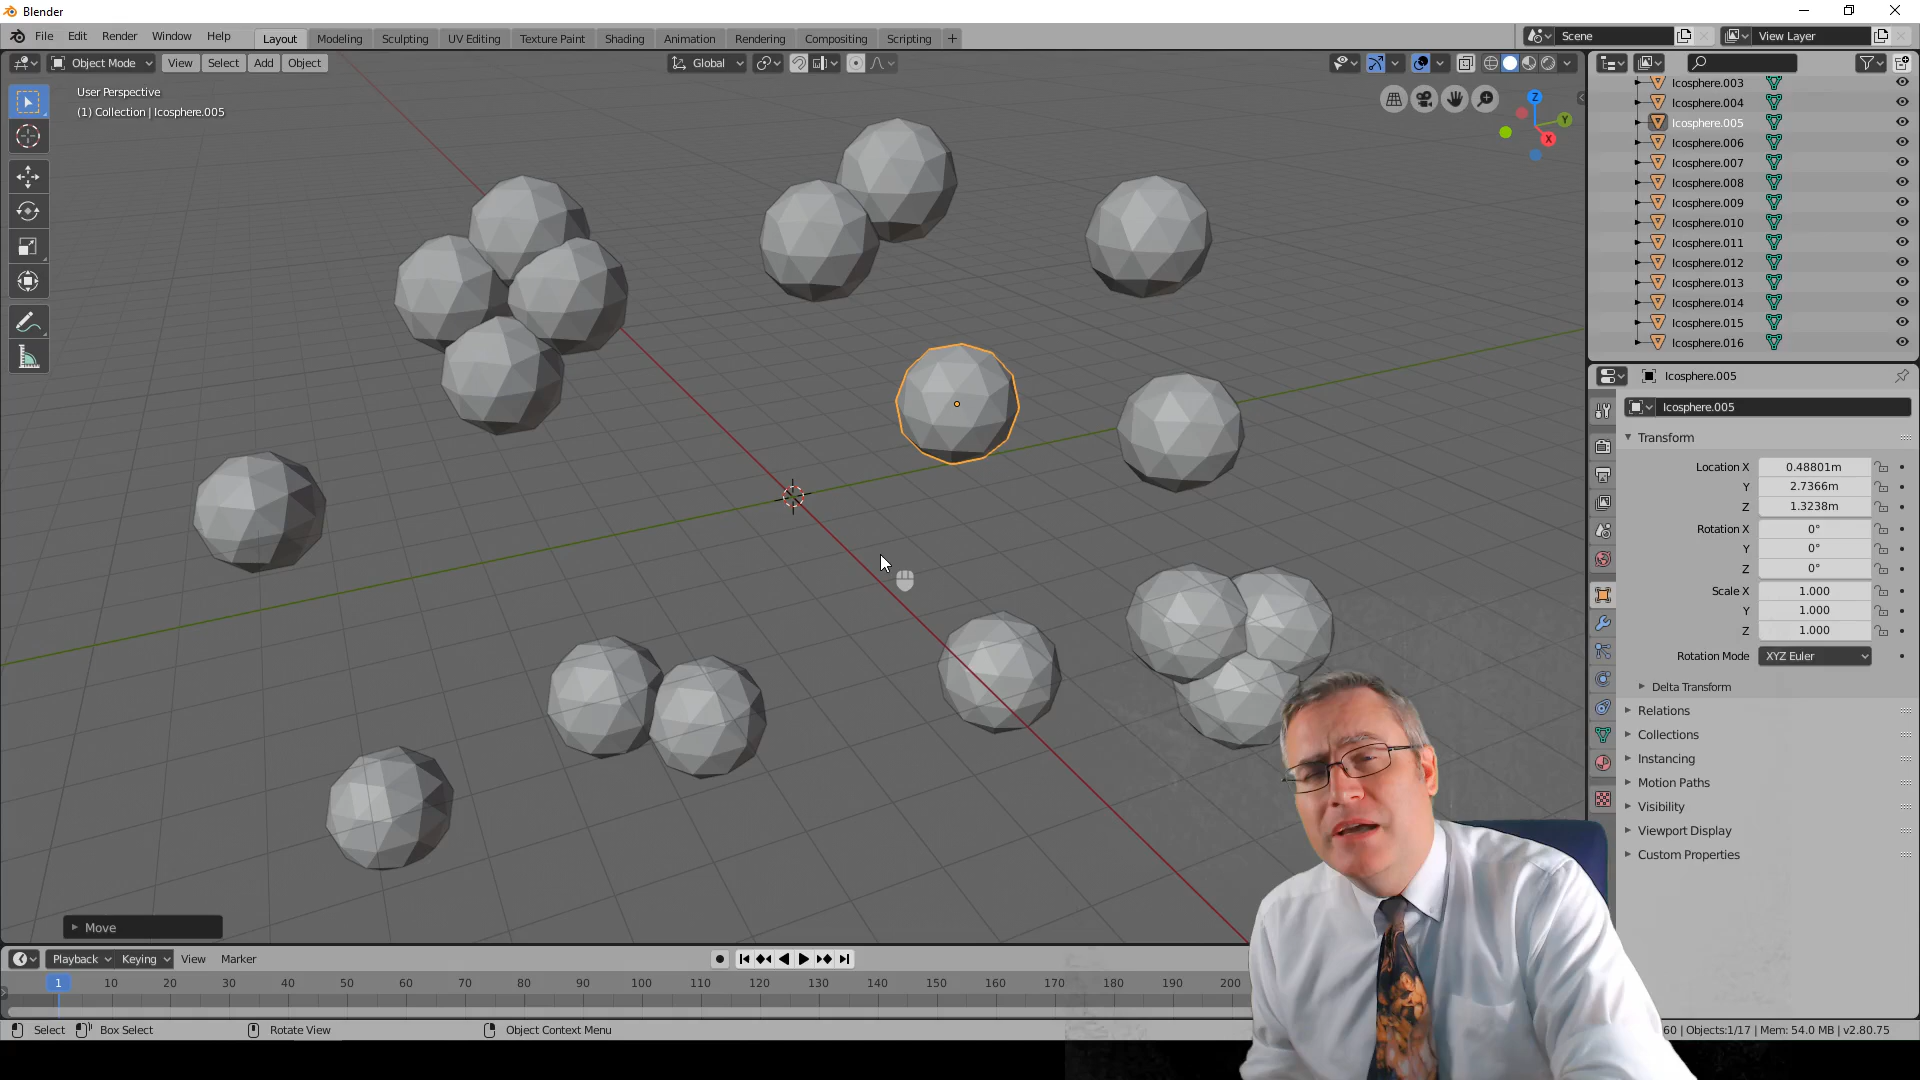 Blender
File Edit Render Window Help
Layout Modeling Sculpting UV Editing Texture Paint Shading Animation Rendering Compositing Scripting +
Scene View Layer
Object Mode View Select Add Object Global
User Perspective
(1) Collection | Icosphere.005
Z
Y
X
Icosphere.003
Icosphere.004
Icosphere.005
Icosphere.006
Icosphere.007
Icosphere.008
Icosphere.009
Icosphere.010
Icosphere.011
Icosphere.012
Icosphere.013
Icosphere.014
Icosphere.015
Icosphere.016
Icosphere.005
Icosphere.005
Transform
Location X 0.48801m
Y 2.7366m
Z 1.3238m
Rotation X 0°
Y 0°
Z 0°
Scale X 1.000
Y 1.000
Z 1.000
Rotation Mode XYZ Euler
Delta Transform
Relations
Collections
Instancing
Motion Paths
Visibility
Viewport Display
Custom Properties
Move
Playback Keying View Marker
1 10 20 30 40 50 60 70 80 90 100 110 120 130 140 150 160 170 180 190 200
Select Box Select Rotate View Object Context Menu
60 | Objects:1/17 | Mem: 54.0 MB | v2.80.75